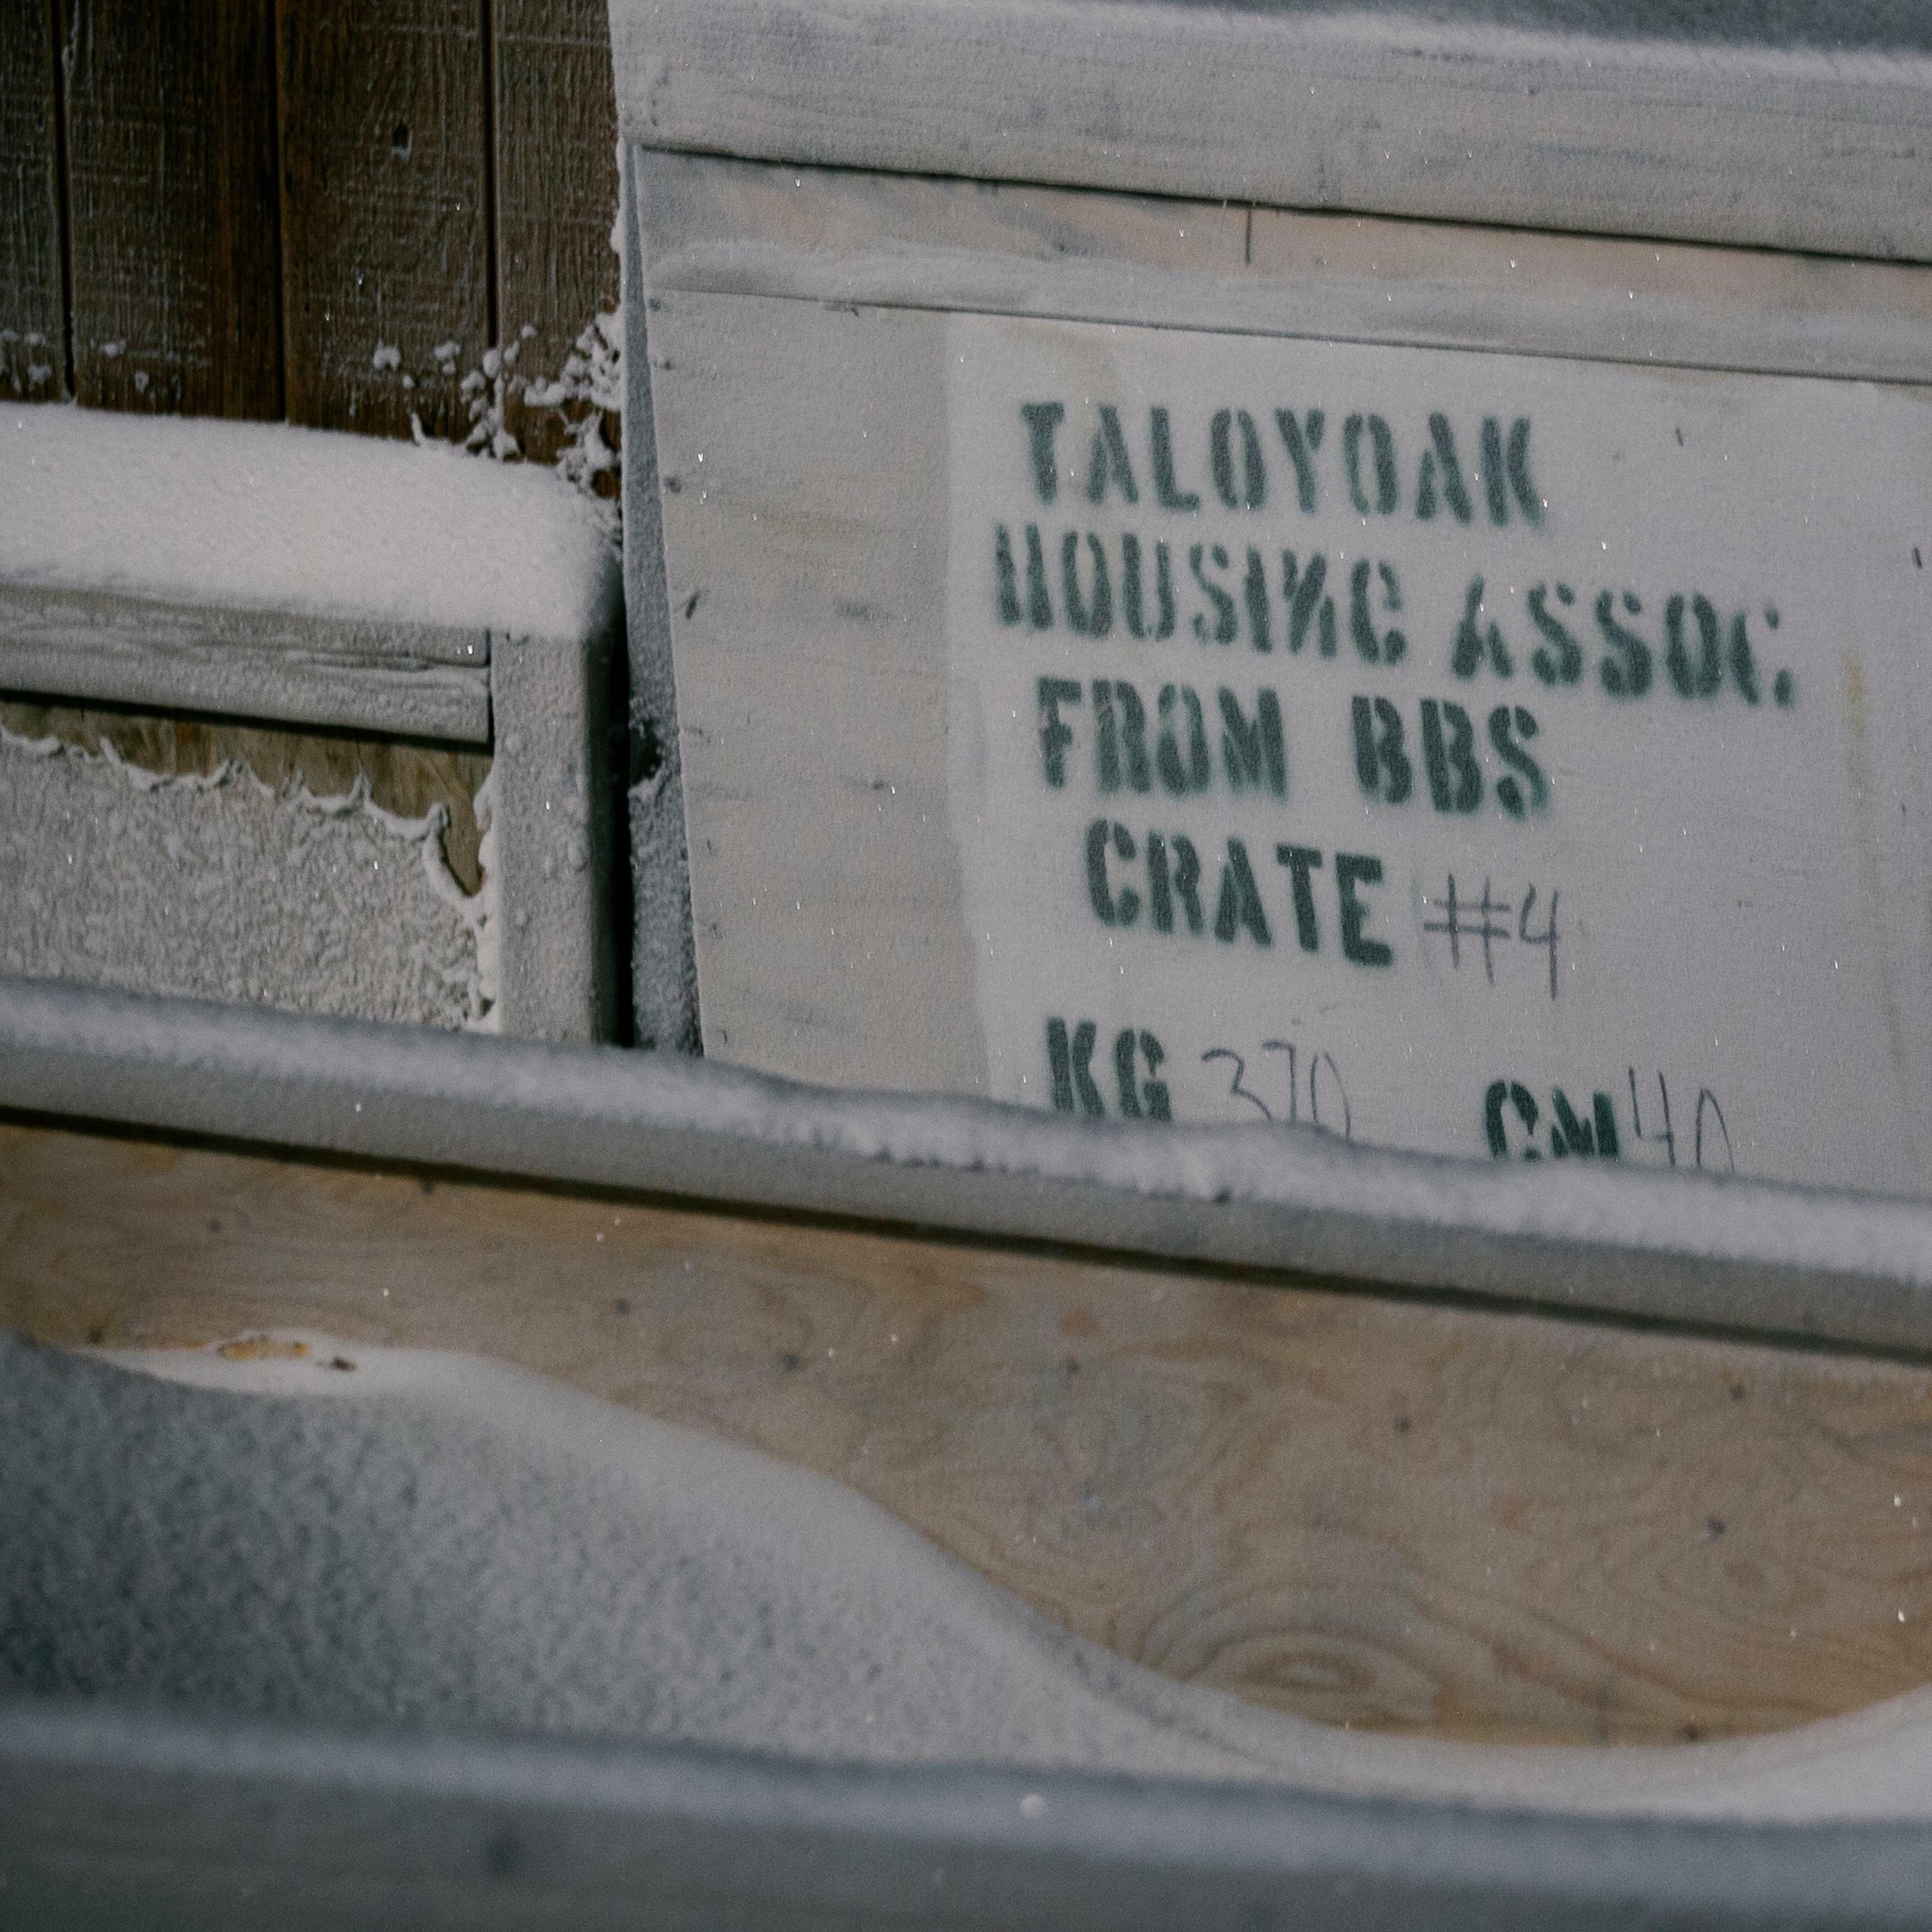 TALOYOAK
HOUSING ASSOC.
FROM BBS
CRATE #4
KG 370 CM 40